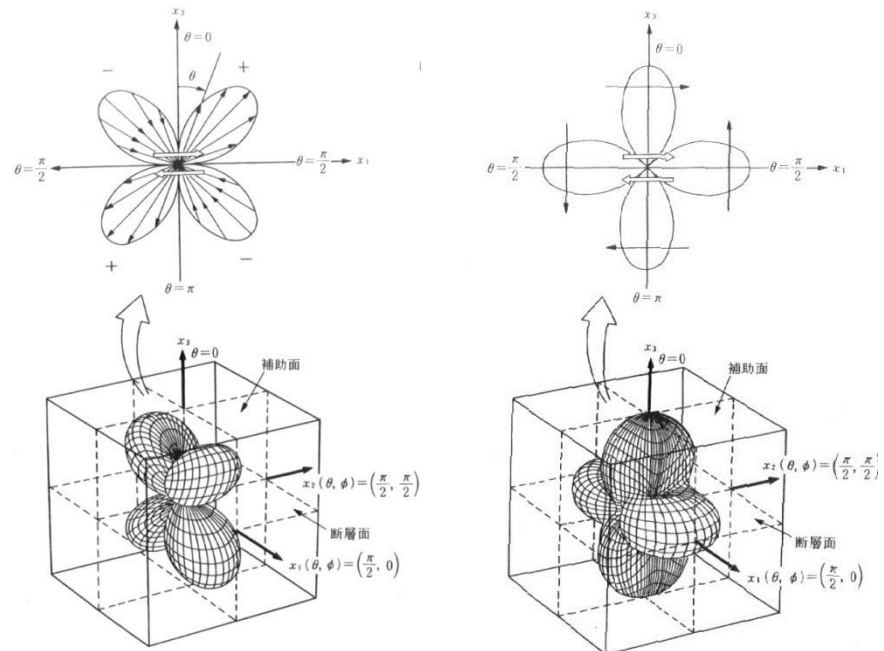 x₃
θ=0
θ
−
+
θ=π/2
θ=π/2
x₁
+
−
θ=π
x₃
θ=0
補助面
x₂(θ, φ)=(π/2, π/2)
断層面
x₁(θ, φ)=(π/2, 0)
x₃
θ=0
θ=π/2
θ=π/2
x₁
θ=π
x₃
θ=0
補助面
x₂(θ, φ)=(π/2, π/2)
断層面
x₁(θ, φ)=(π/2, 0)